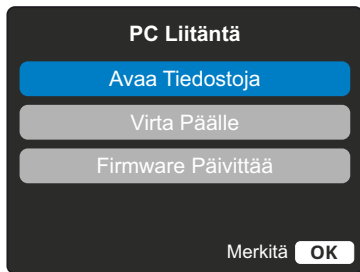 PC Liitäntä
Avaa Tiedostoja
Virta Päälle
Firmware Päivittää
Merkitä OK